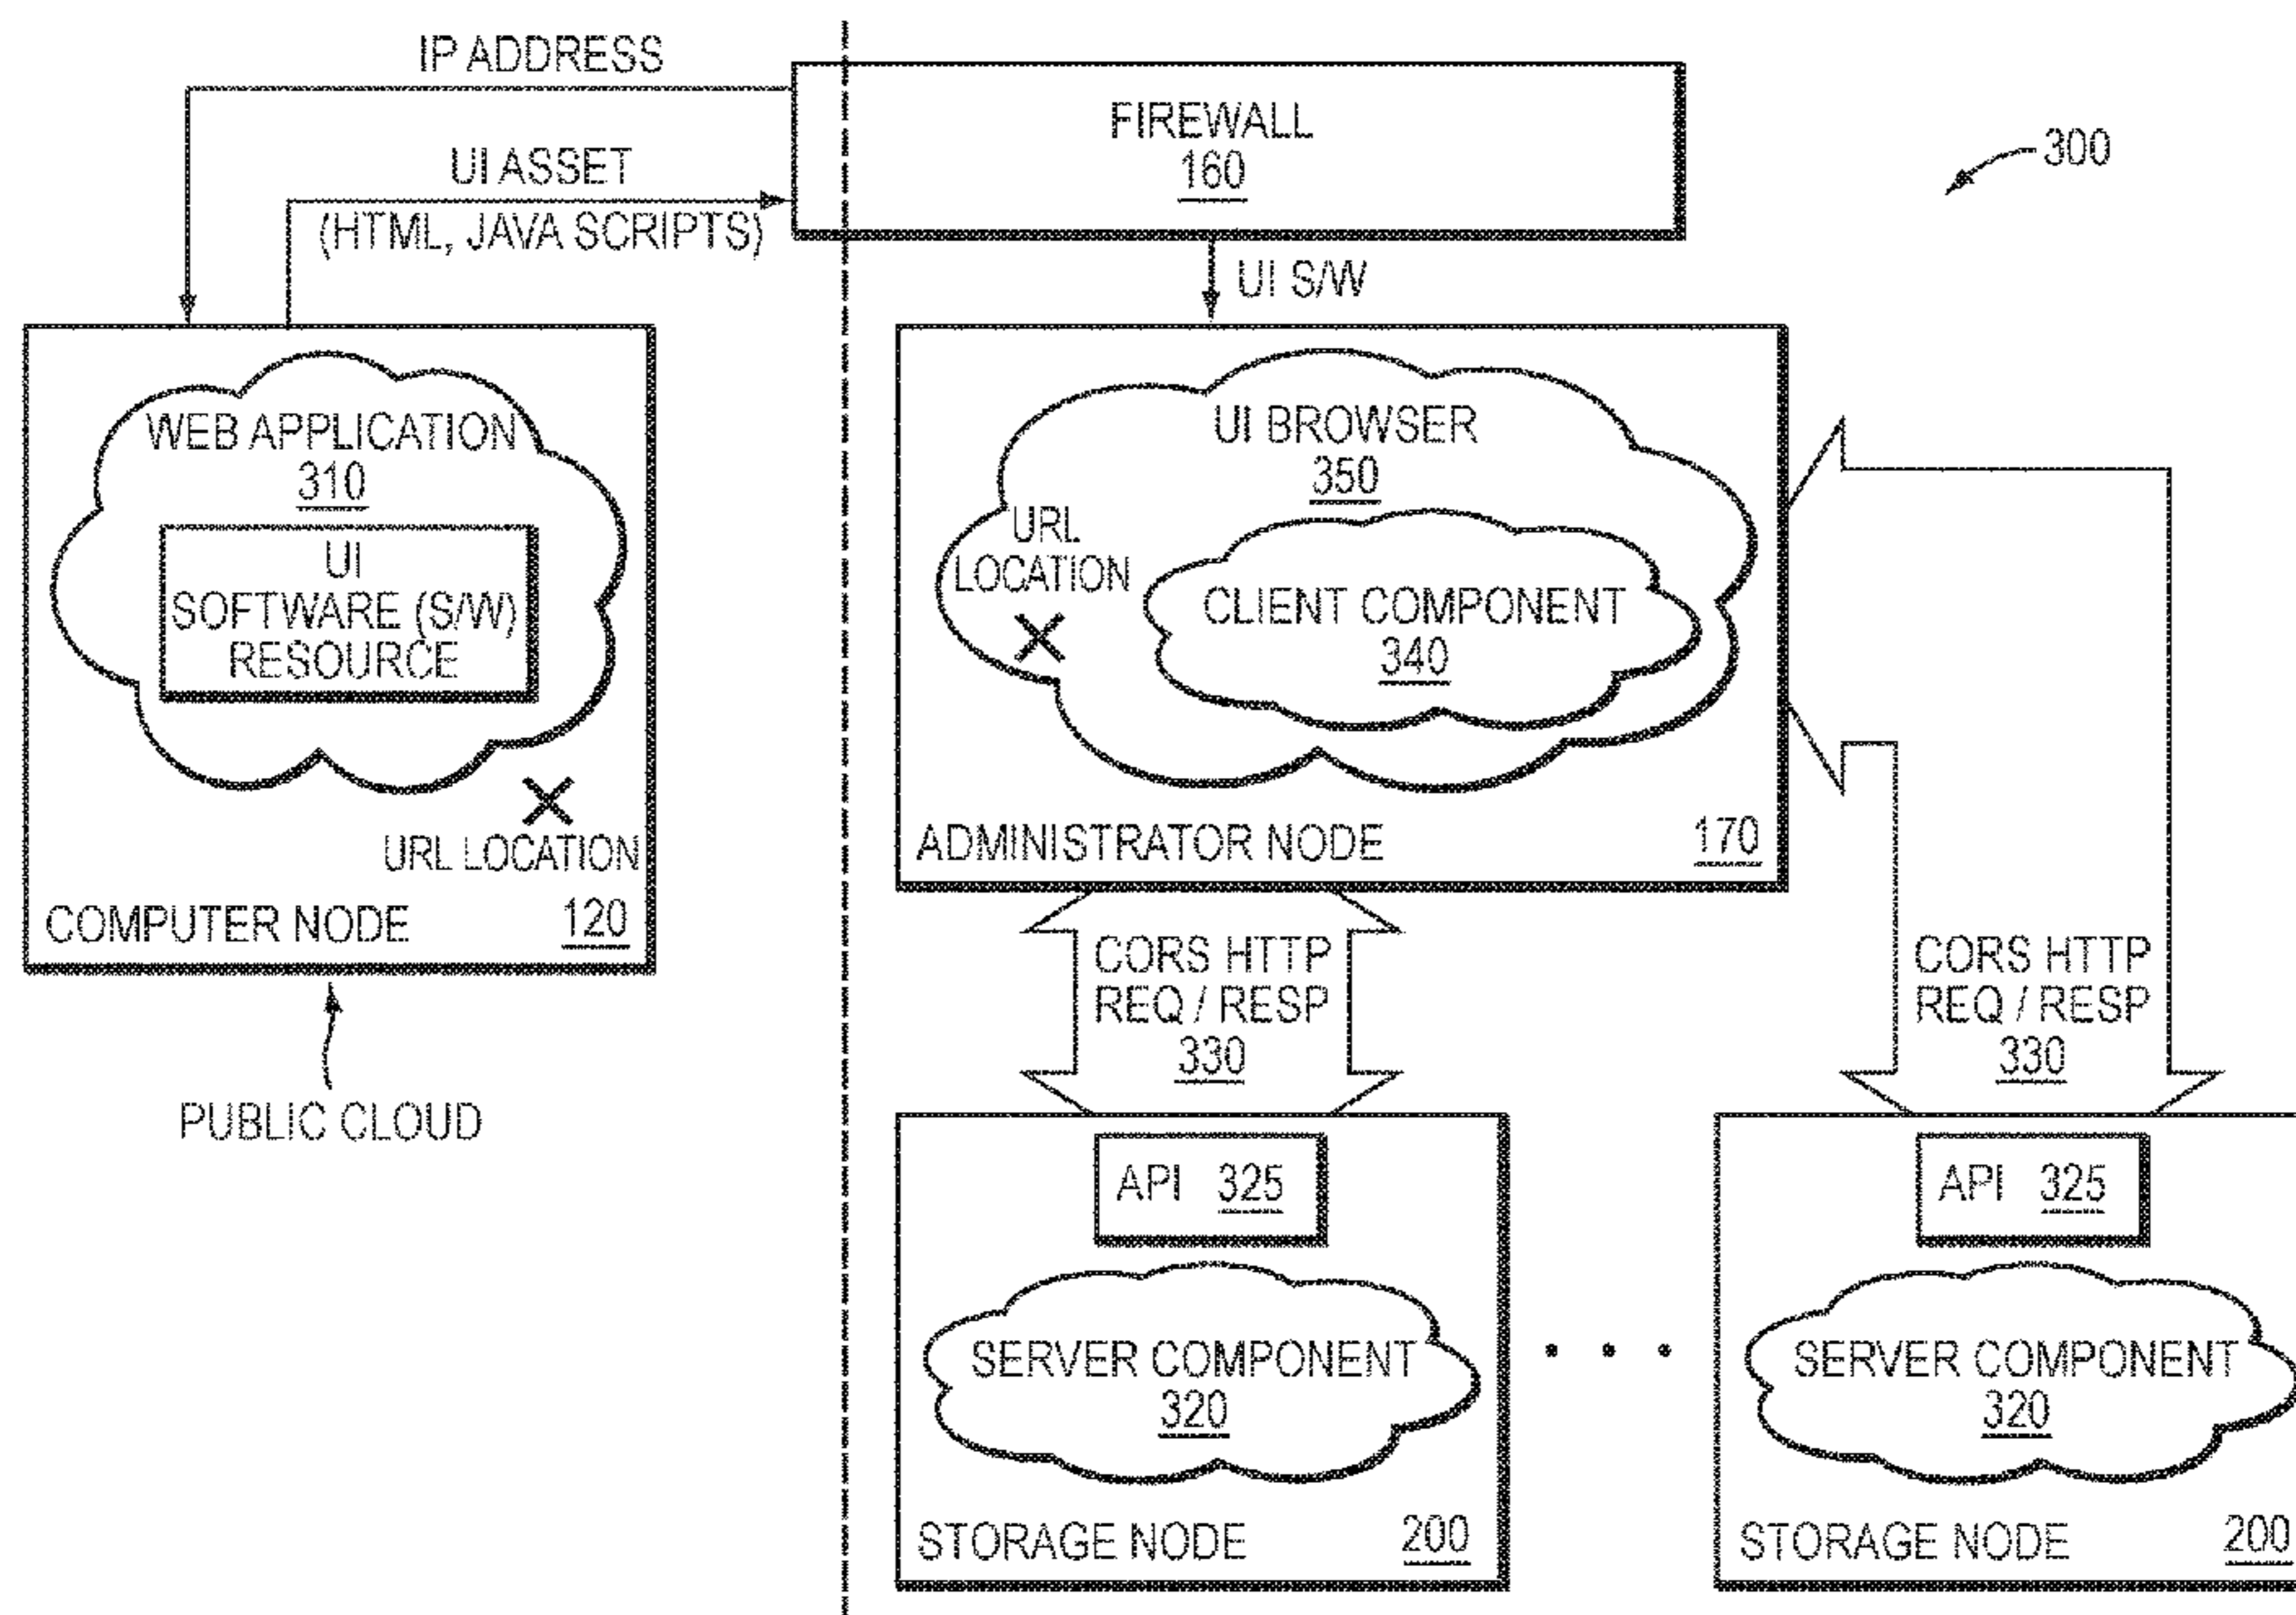 IP ADDRESS
UI ASSET
(HTML, JAVA SCRIPTS)
FIREWALL
160
300
UI S/W
WEB APPLICATION
310
UI
SOFTWARE (S/W)
RESOURCE
URL LOCATION
COMPUTER NODE 120
PUBLIC CLOUD
UI BROWSER
350
URL
LOCATION
CLIENT COMPONENT
340
ADMINISTRATOR NODE 170
CORS HTTP
REQ / RESP
330
CORS HTTP
REQ / RESP
330
API 325
SERVER COMPONENT
320
STORAGE NODE 200
API 325
SERVER COMPONENT
320
STORAGE NODE 200